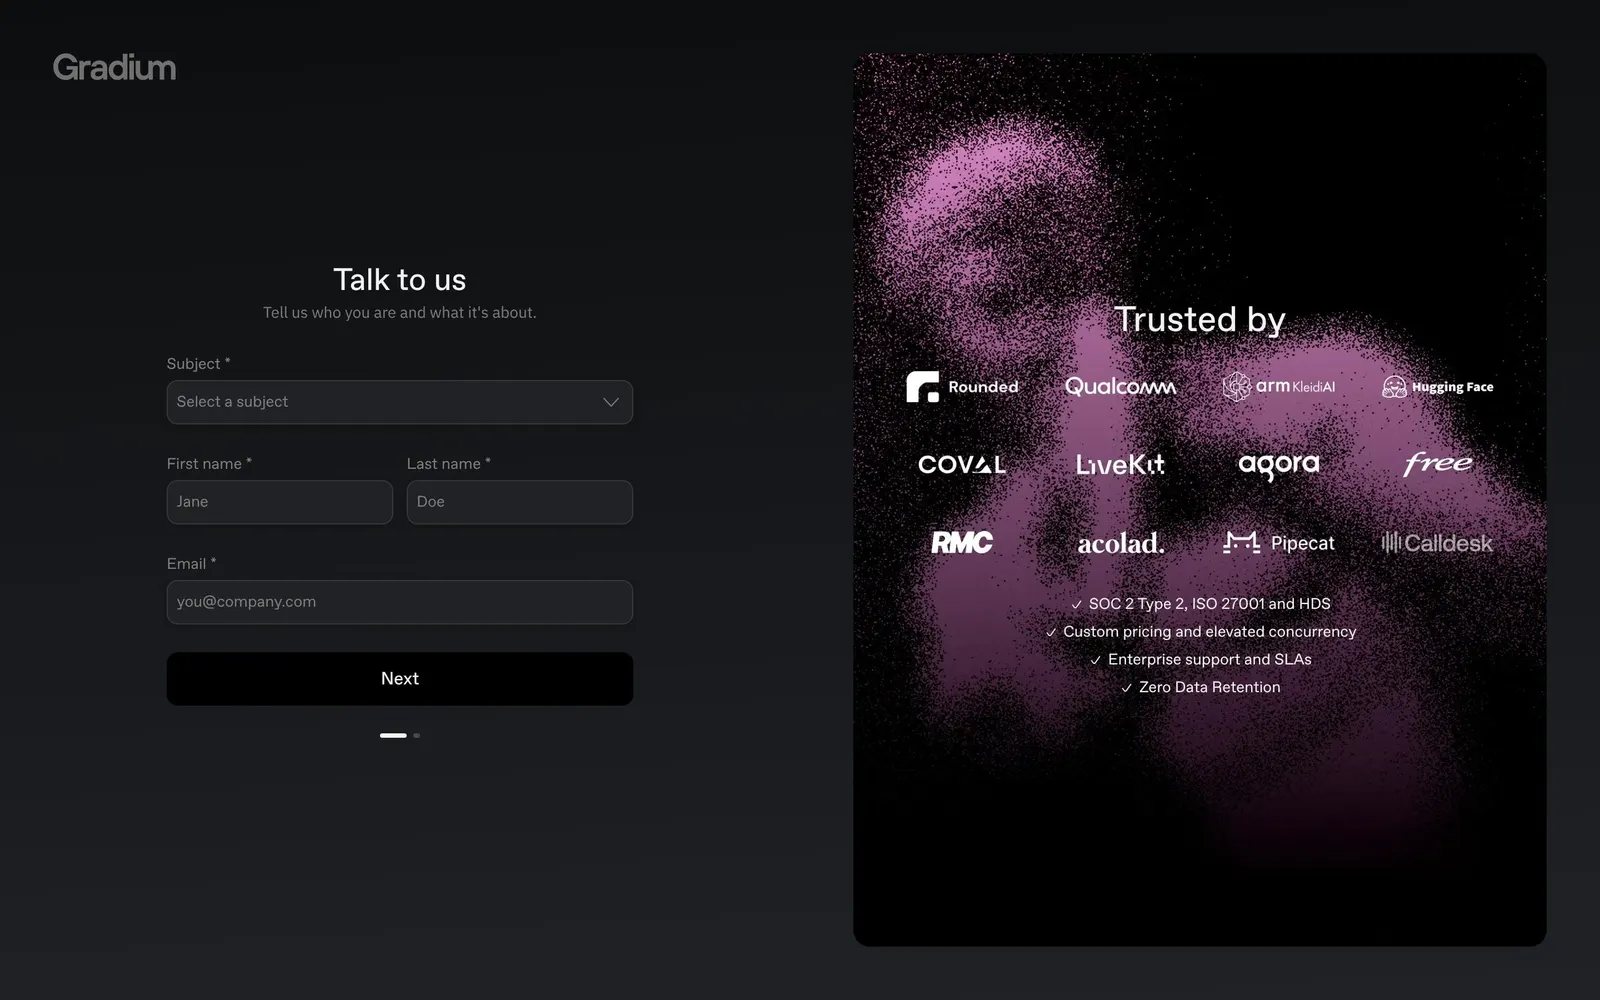 Gradium
Talk to us
Tell us who you are and what it's about.
Subject *
Select a subject
First name *
Last name *
Jane
Doe
Email *
you@company.com
Next
Trusted by
Rounded
Qualcomm
arm KleidiAI
Hugging Face
COVAL
LiveKit
agora
free
RMC
acolad.
Pipecat
Calldesk
✓ SOC 2 Type 2, ISO 27001 and HDS
✓ Custom pricing and elevated concurrency
✓ Enterprise support and SLAs
✓ Zero Data Retention